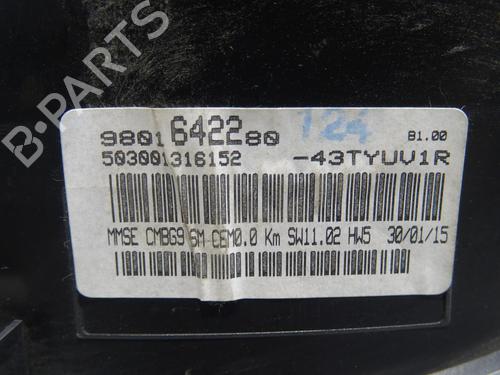 124
9801642280 B1.00
503001316152 -43TYUV1R
MMSE CMBG9 6M CEM0.0 Km SW11.02 HW5 30/01/15
B-PARTS